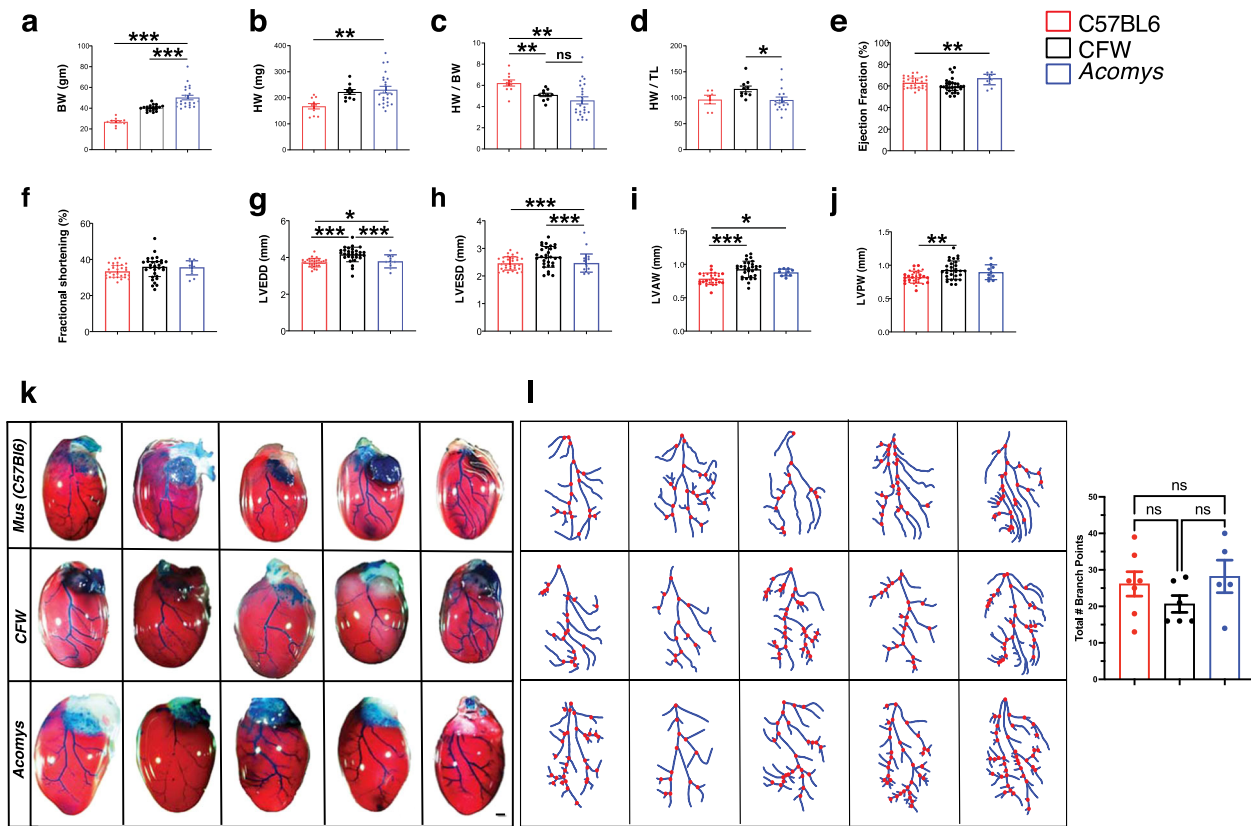 a
BW (gm)
100
80
60
40
20
0
***
***
b
HW (mg)
400
300
200
100
0
**
c
HW / BW
10
8
6
4
2
0
**
**
ns
d
HW / TL
200
150
100
50
0
*
e
Ejection Fraction (%)
100
80
60
40
20
0
**
C57BL6
CFW
Acomys
f
Fractional shortening (%)
60
40
20
0
g
LVEDD (mm)
6
4
2
0
*
***
***
h
LVESD (mm)
4
3
2
1
0
***
***
i
LVAW (mm)
1.5
1.0
0.5
0.0
*
***
j
LVPW (mm)
1.5
1.0
0.5
0.0
**
k
Mus (C57Bl6)
CFW
Acomys
l
Total # Branch Points
50
40
30
20
10
0
ns
ns
ns